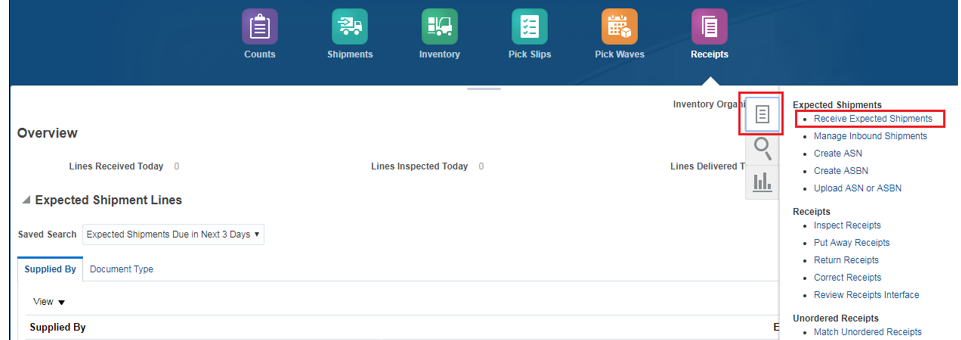 Counts
Shipments
Inventory
Pick Slips
Pick Waves
Receipts
Inventory Organi
Overview
Lines Received Today 0
Lines Inspected Today 0
Lines Delivered T
Expected Shipment Lines
Saved Search Expected Shipments Due in Next 3 Days
Supplied By
Document Type
View
Supplied By
E
Expected Shipments
Receive Expected Shipments
Manage Inbound Shipments
Create ASN
Create ASBN
Upload ASN or ASBN
Receipts
Inspect Receipts
Put Away Receipts
Return Receipts
Correct Receipts
Review Receipts Interface
Unordered Receipts
Match Unordered Receipts